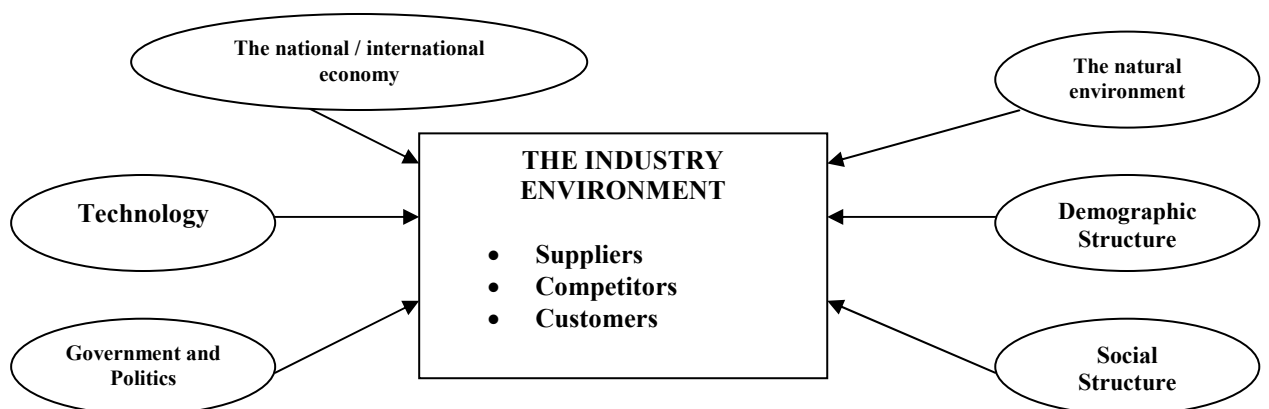 The national / international
economy
The natural
environment
THE INDUSTRY
ENVIRONMENT
• Suppliers
• Competitors
• Customers
Technology
Demographic
Structure
Government and
Politics
Social
Structure